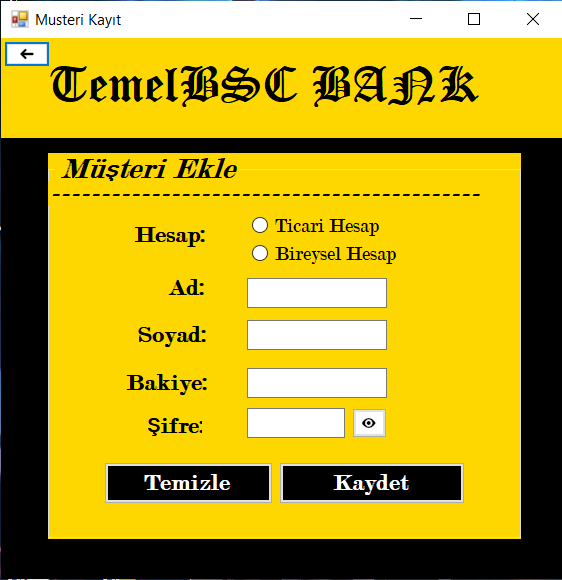 Musteri Kayıt
TemelBSC BANK
Müşteri Ekle
-------------------------------------------
Hesap:
Ticari Hesap
Bireysel Hesap
Ad:
Soyad:
Bakiye:
Şifre:
Temizle
Kaydet